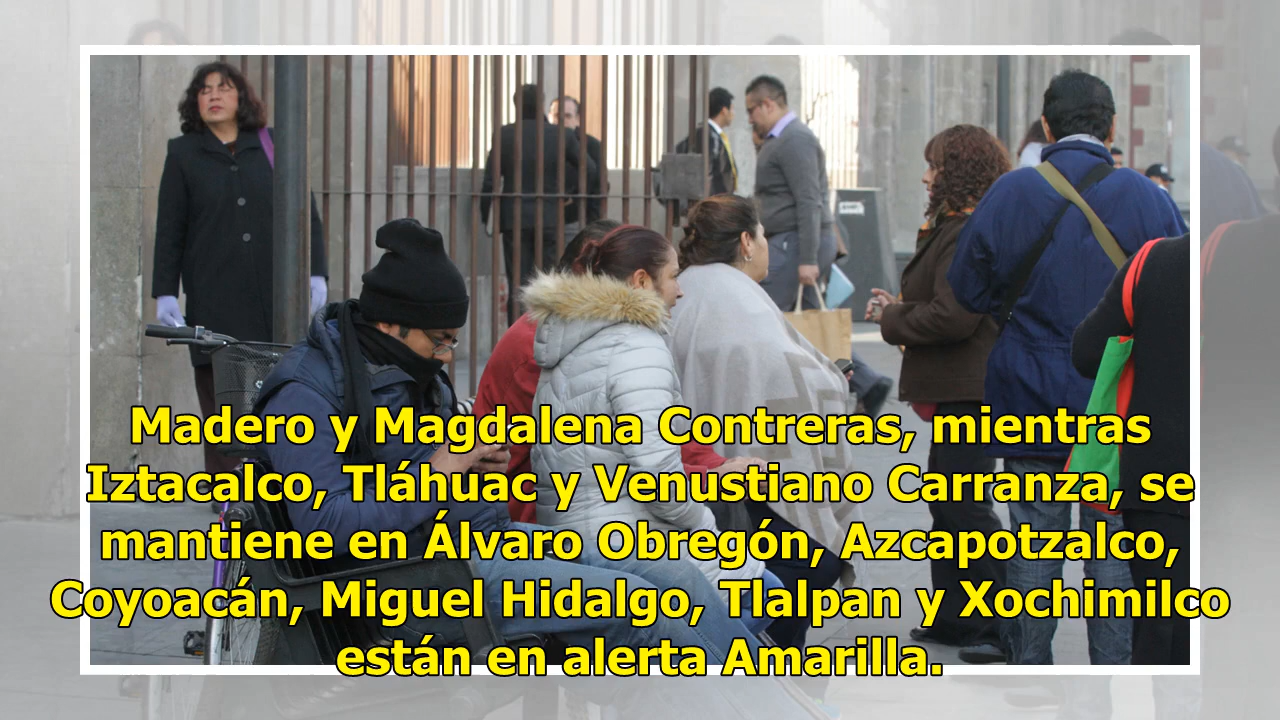 Madero y Magdalena Contreras, mientras
Iztacalco, Tláhuac y Venustiano Carranza, se
mantiene en Álvaro Obregón, Azcapotzalco,
Coyoacán, Miguel Hidalgo, Tlalpan y Xochimilco
están en alerta Amarilla.